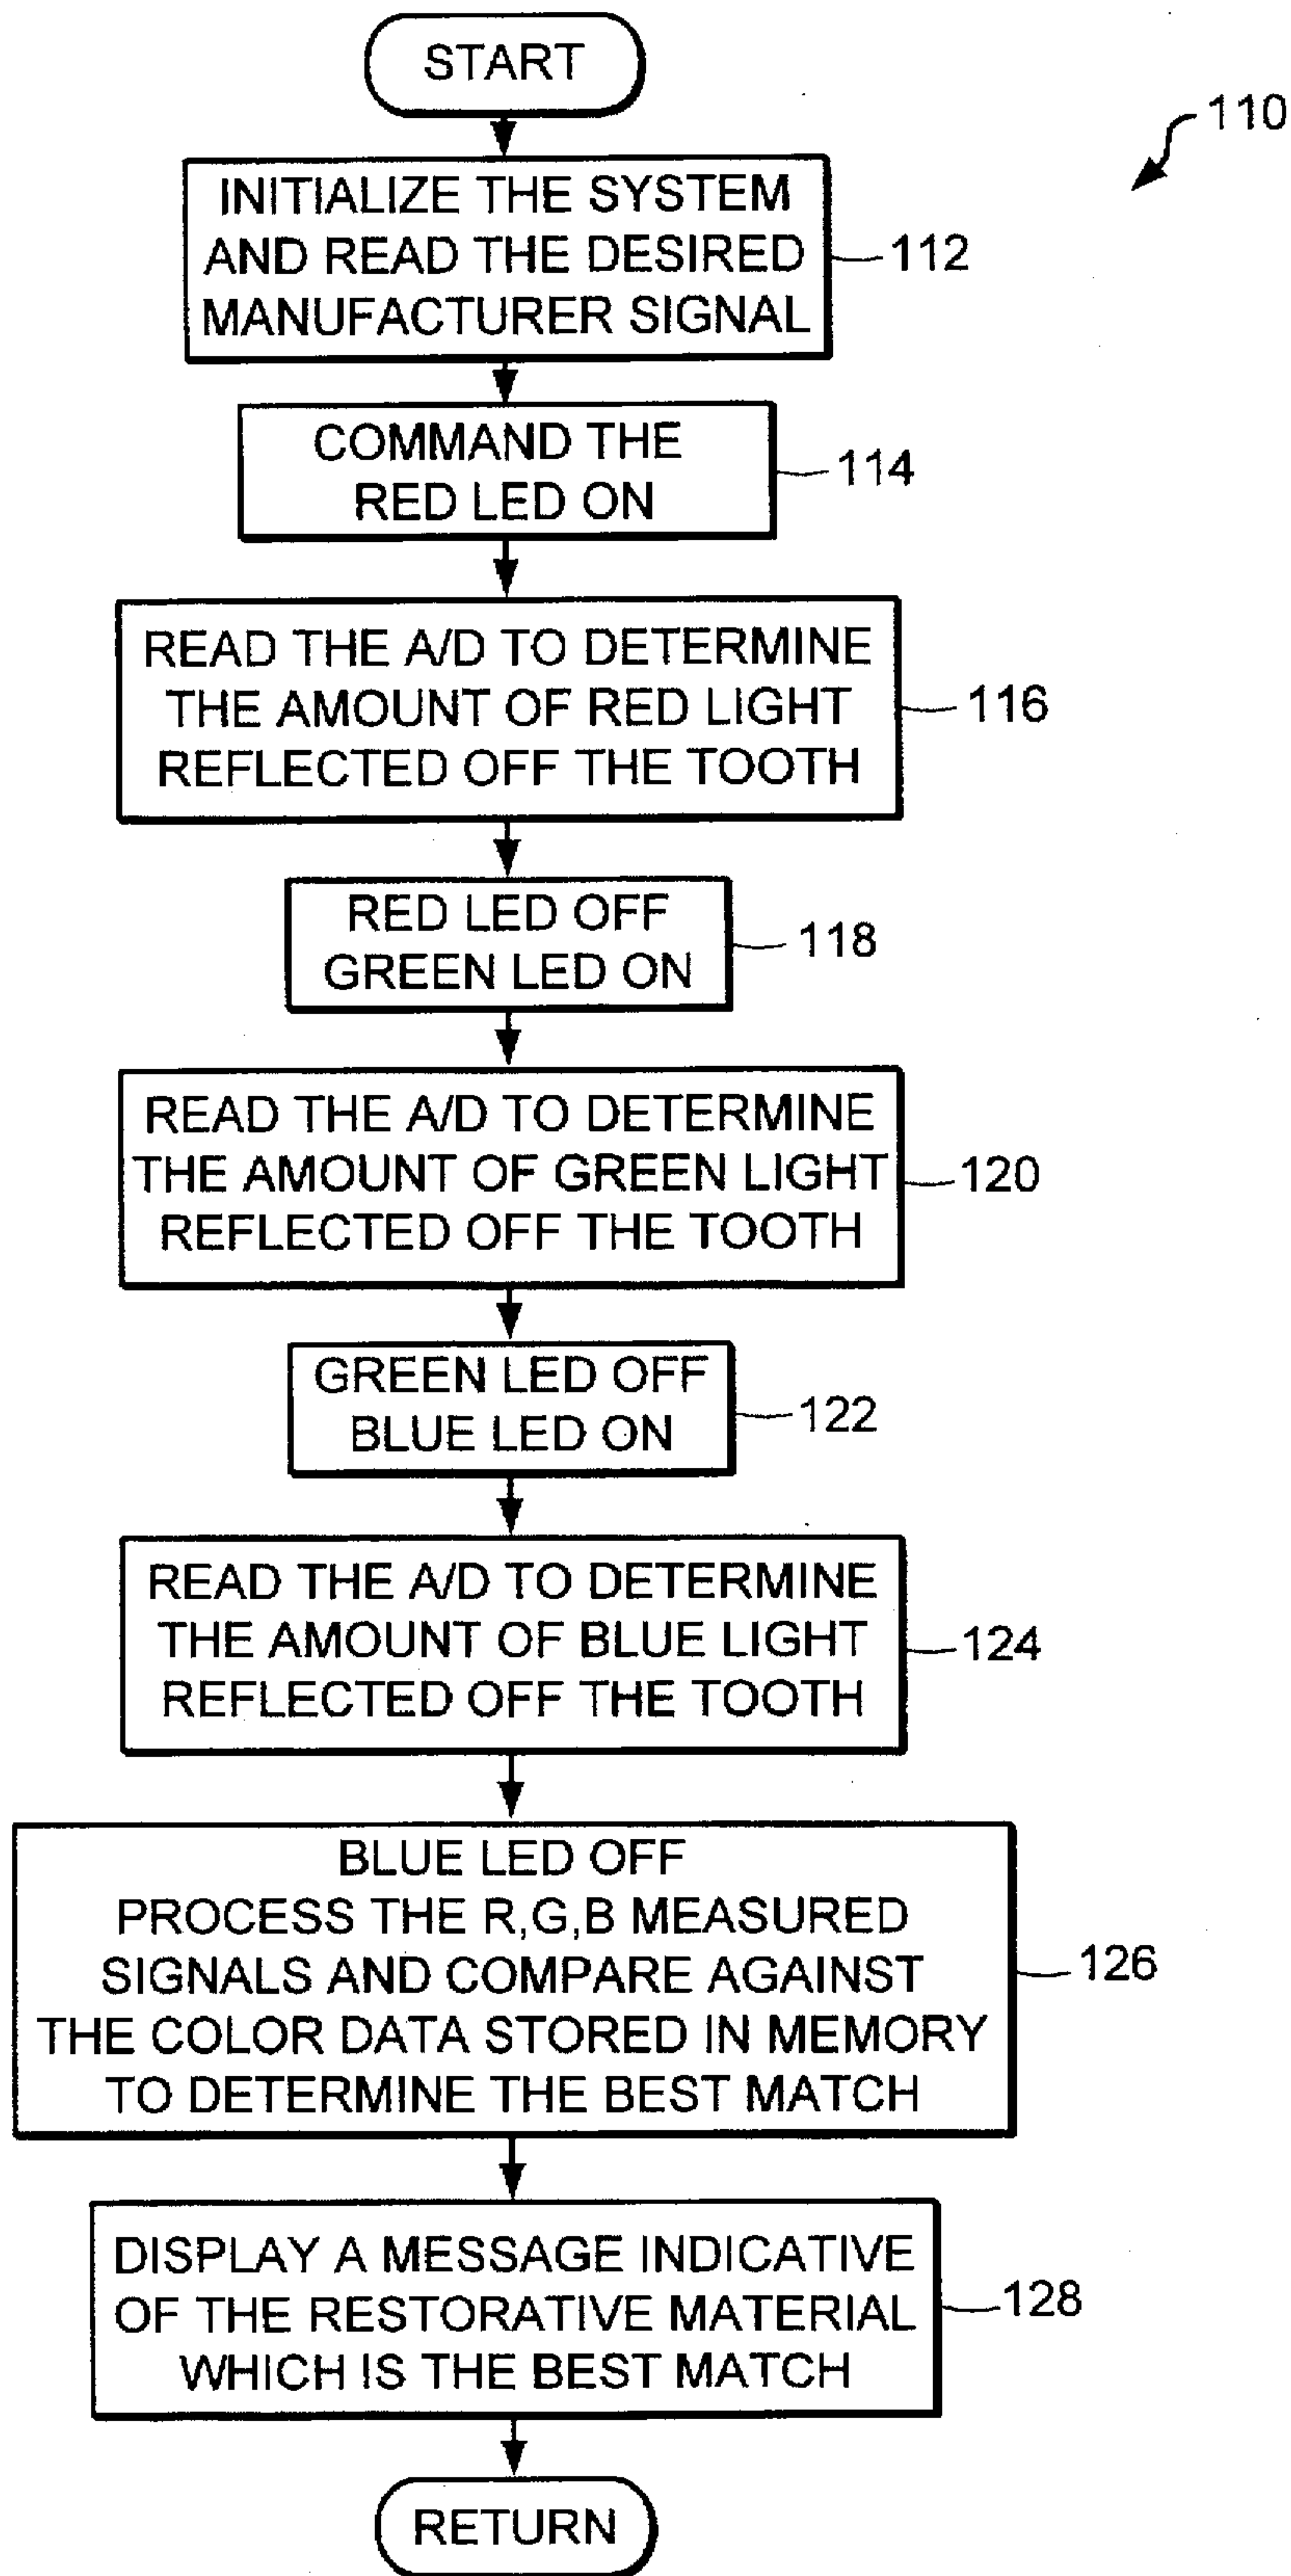 START
110
INITIALIZE THE SYSTEM
AND READ THE DESIRED
MANUFACTURER SIGNAL
112
COMMAND THE
RED LED ON
114
READ THE A/D TO DETERMINE
THE AMOUNT OF RED LIGHT
REFLECTED OFF THE TOOTH
116
RED LED OFF
GREEN LED ON
118
READ THE A/D TO DETERMINE
THE AMOUNT OF GREEN LIGHT
REFLECTED OFF THE TOOTH
120
GREEN LED OFF
BLUE LED ON
122
READ THE A/D TO DETERMINE
THE AMOUNT OF BLUE LIGHT
REFLECTED OFF THE TOOTH
124
BLUE LED OFF
PROCESS THE R,G,B MEASURED
SIGNALS AND COMPARE AGAINST
THE COLOR DATA STORED IN MEMORY
TO DETERMINE THE BEST MATCH
126
DISPLAY A MESSAGE INDICATIVE
OF THE RESTORATIVE MATERIAL
WHICH IS THE BEST MATCH
128
RETURN